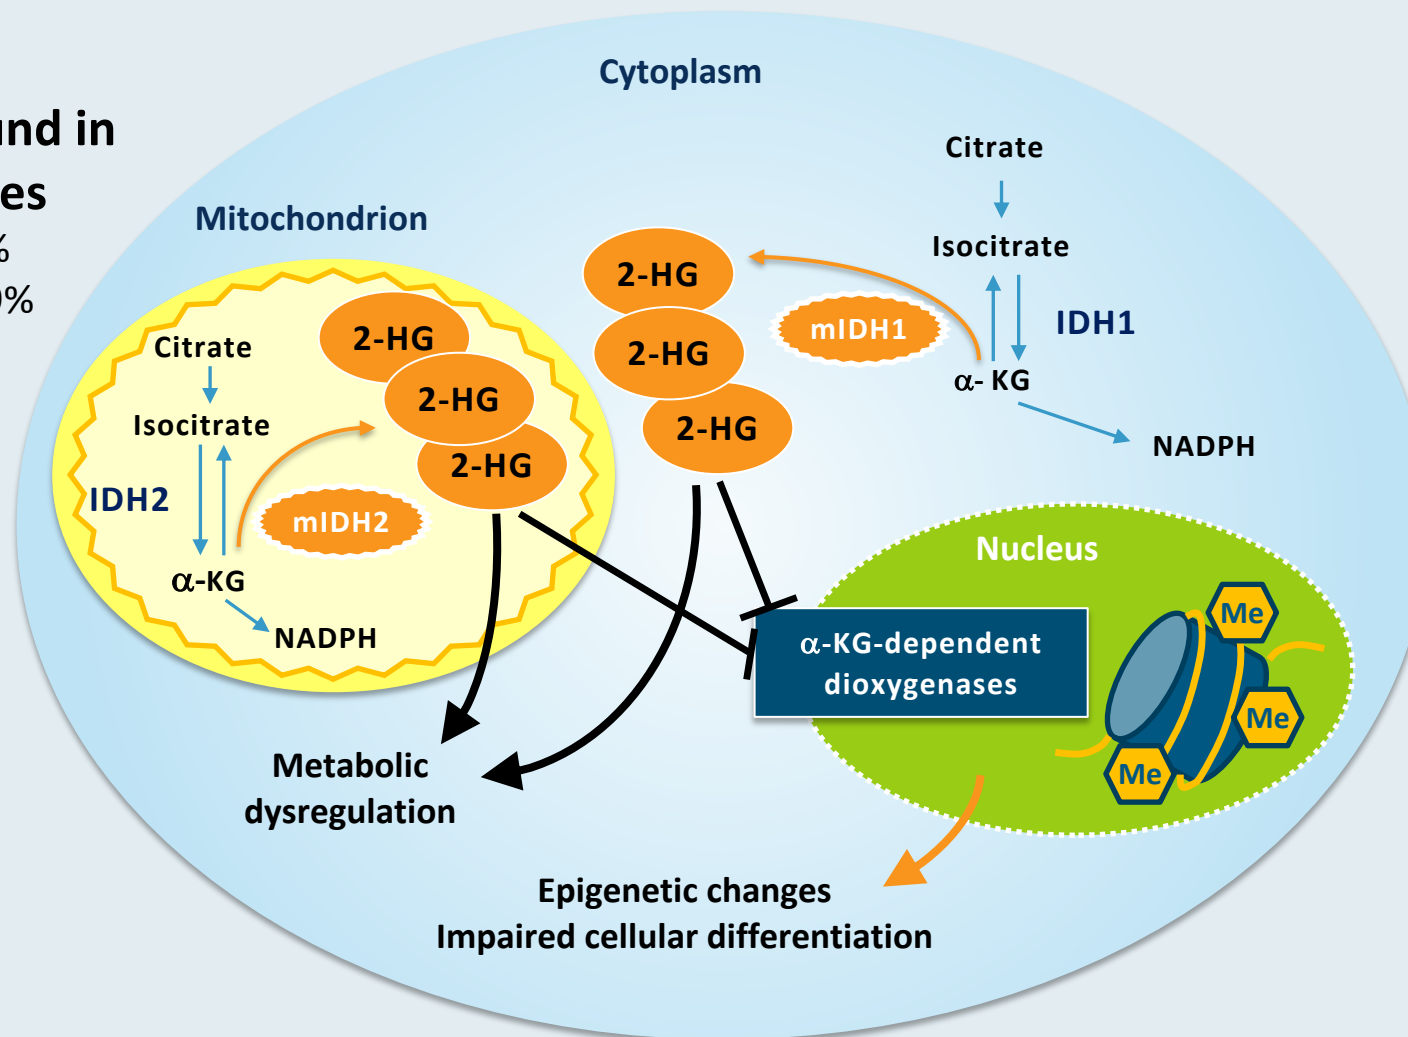 Cytoplasm
und in
es
%
%
Mitochondrion
Citrate
Isocitrate
IDH2
α-KG
NADPH
mIDH2
2-HG
2-HG
2-HG
2-HG
2-HG
2-HG
mIDH1
Citrate
Isocitrate
IDH1
α- KG
NADPH
Nucleus
α-KG-dependent
dioxygenases
Me
Me
Me
Metabolic
dysregulation
Epigenetic changes
Impaired cellular differentiation